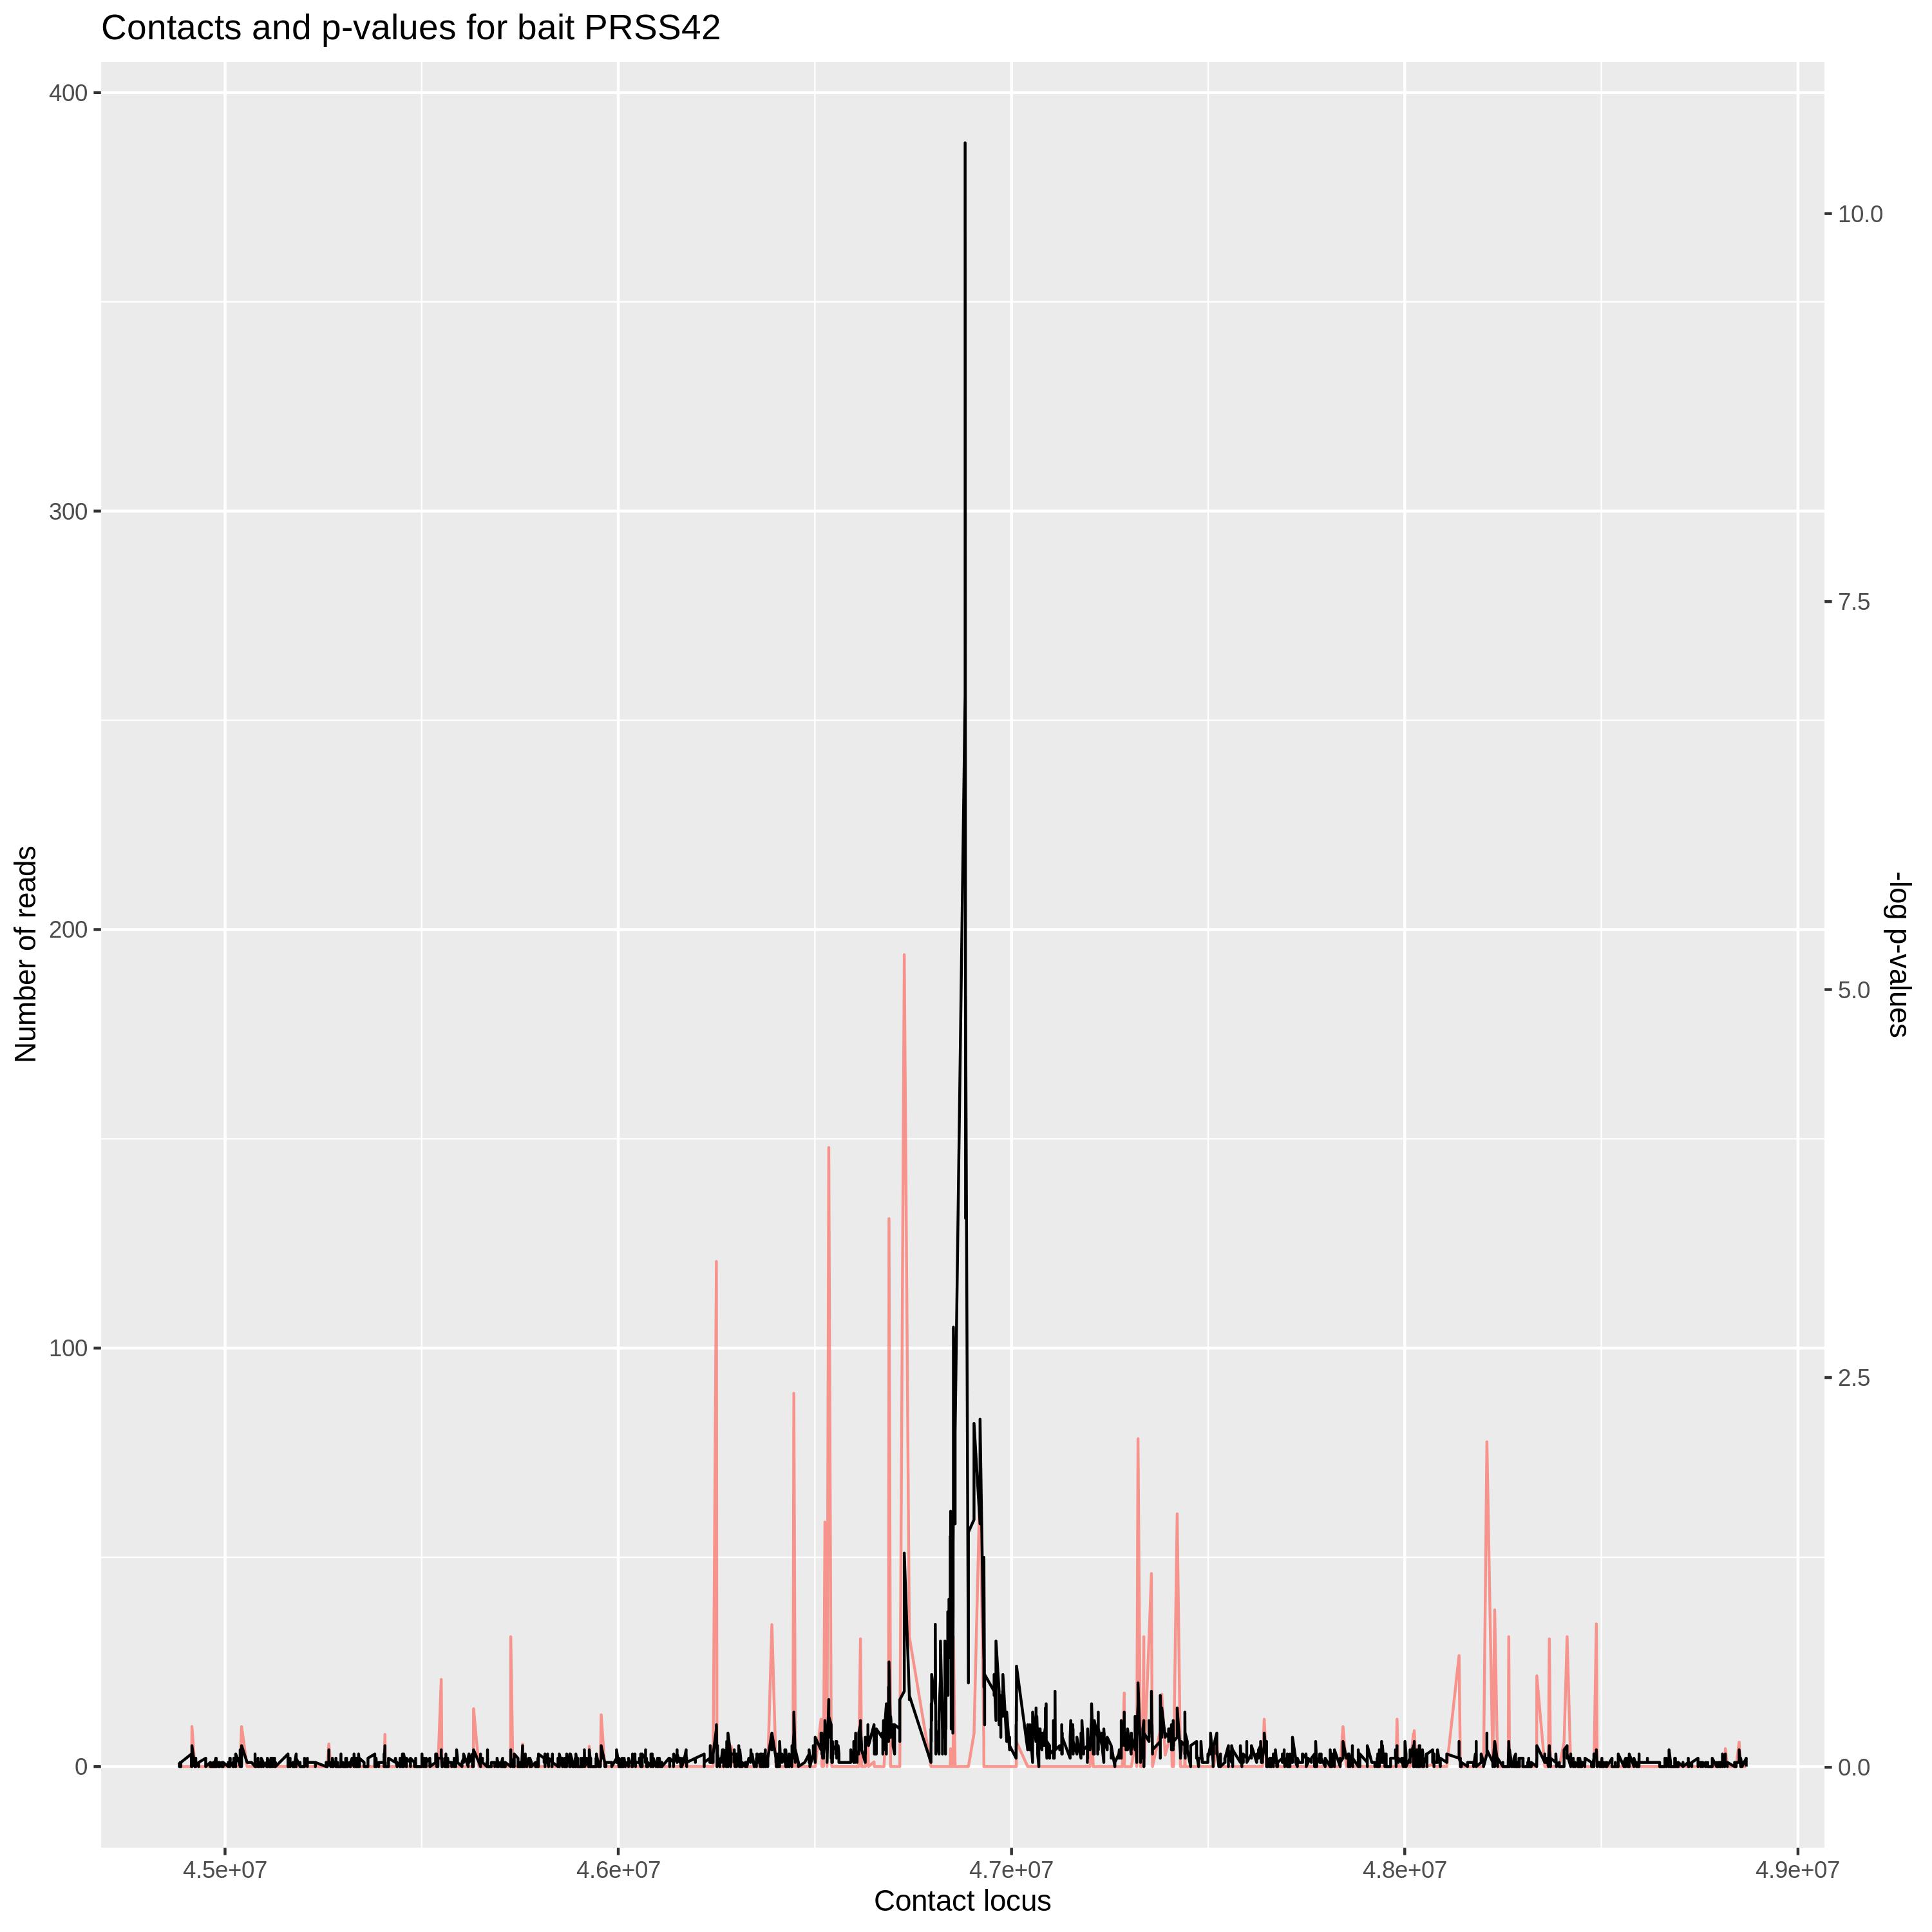 Contacts and p-values for bait PRSS42
400
300
200
100
0
Number of reads
10.0
7.5
5.0
2.5
0.0
-log p-values
4.5e+07 4.6e+07 4.7e+07 4.8e+07 4.9e+07
Contact locus